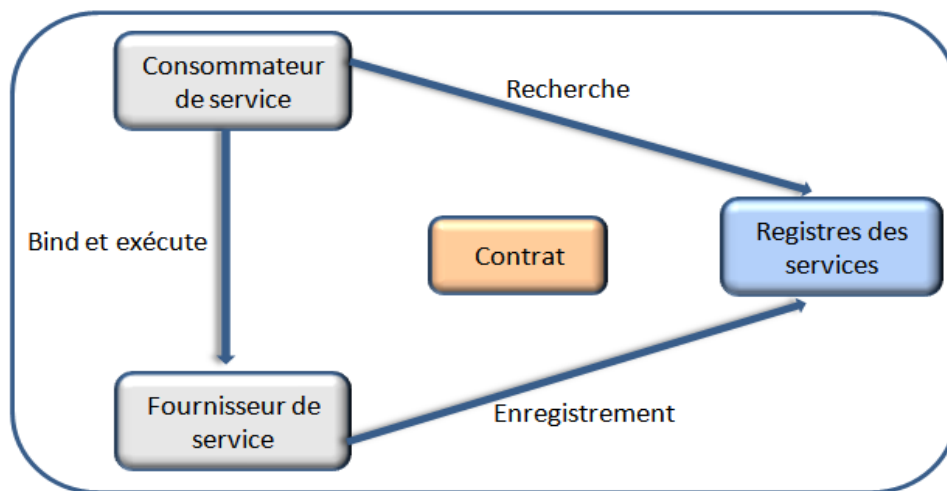 Consommateur
de service
Recherche
Registres des
services
Bind et exécute
Contrat
Fournisseur de
service
Enregistrement